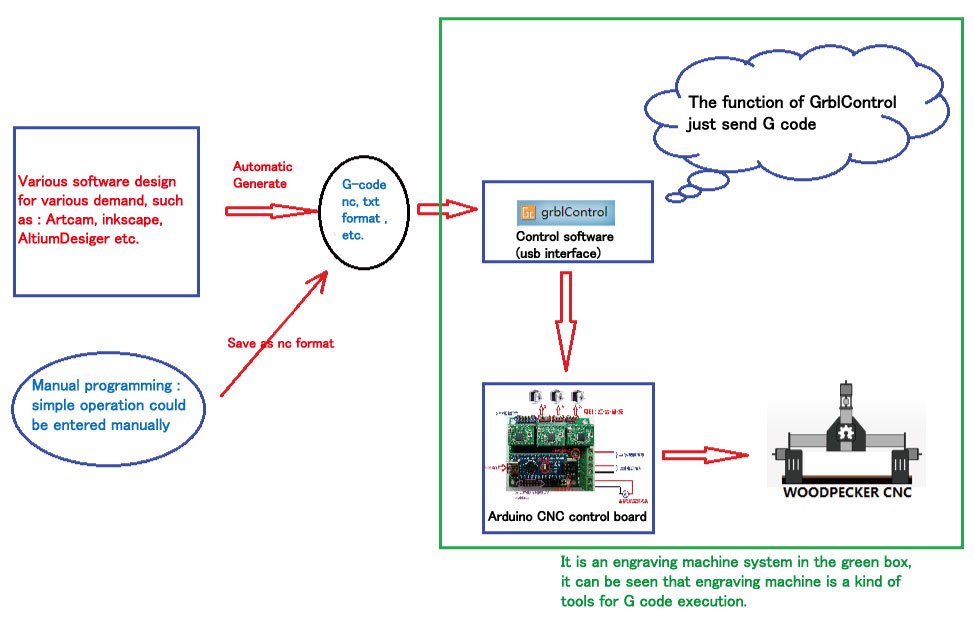 The function of GrblControl
just send G code
Various software design
for various demand, such
as : Artcam, inkscape,
AltiumDesiger etc.
Automatic
Generate
G-code
nc, txt
format ,
etc.
grblControl
Control software
(usb interface)
Save as nc format
Manual programming :
simple operation could
be entered manually
Arduino CNC control board
WOODPECKER CNC
It is an engraving machine system in the green box,
it can be seen that engraving machine is a kind of
tools for G code execution.